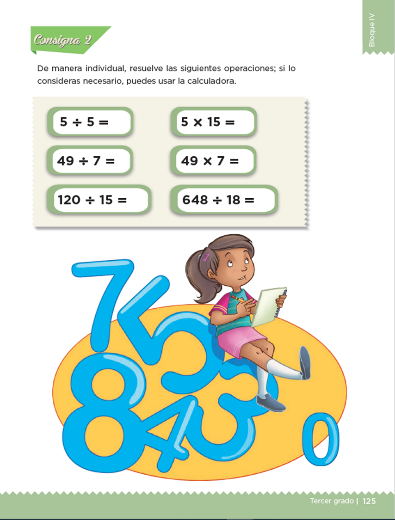 Bloque IV
Consigna 2
De manera individual, resuelve las siguientes operaciones; si lo
consideras necesario, puedes usar la calculadora.
5 ÷ 5 =
5 x 15 =
49 ÷ 7 =
49 x 7 =
120 ÷ 15 =
648 ÷ 18 =
7 5
8 4 3 0
Tercer grado | 125